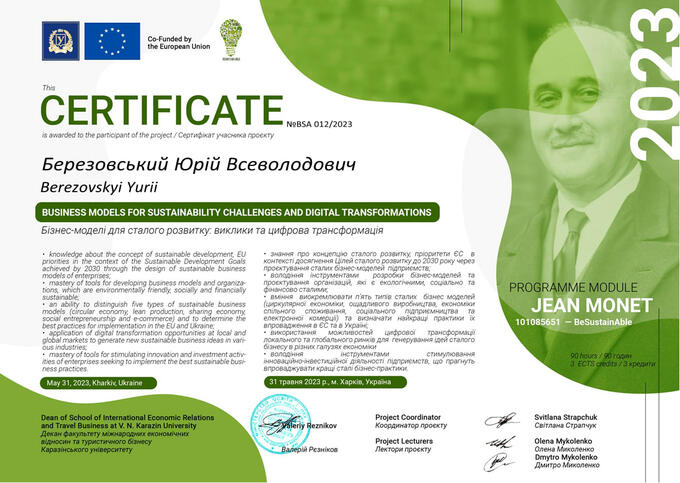 Co-Funded by
the European Union
2023
This
CERTIFICATE №BSA 012/2023
is awarded to the participant of the project / Сертифікат учасника проєкту
Березовський Юрій Всеволодович
Berezovskyi Yurii
BUSINESS MODELS FOR SUSTAINABILITY CHALLENGES AND DIGITAL TRANSFORMATIONS
Бізнес-моделі для сталого розвитку: виклики та цифрова трансформація
• knowledge about the concept of sustainable development, EU
priorities in the context of the Sustainable Development Goals
achieved by 2030 through the design of sustainable business
models of enterprises;
• mastery of tools for developing business models and organiza-
tions, which are environmentally friendly, socially and financially
sustainable;
• an ability to distinguish five types of sustainable business
models (circular economy, lean production, sharing economy,
social entrepreneurship and e-commerce) and to determine the
best practices for implementation in the EU and Ukraine;
• application of digital transformation opportunities at local and
global markets to generate new sustainable business ideas in var-
ious industries;
• mastery of tools for stimulating innovation and investment activ-
ities of enterprises seeking to implement the best sustainable busi-
ness practices.
May 31, 2023, Kharkiv, Ukraine
• знання про концепцію сталого розвитку, пріоритети ЄС в
контексті досягнення Цілей сталого розвитку до 2030 року через
проєктування сталих бізнес-моделей підприємств;
• володіння інструментами розробки бізнес-моделей та
проєктування організацій, які є екологічними, соціально та
фінансово сталими;
• вміння виокремлювати п'ять типів сталих бізнес моделей
(циркулярної економіки, ощадливого виробництва, економіки
спільного споживання, соціального підприємництва та
електронної комерції) та визначати найкращі практики їх
впровадження в ЄС та в Україні;
• використання можливостей цифрової трансформації
локального та глобального ринків для генерування ідей сталого
бізнесу в різних галузях економіки
• володіння інструментами стимулювання
інноваційно-інвестиційної діяльності підприємств, що прагнуть
впроваджувати кращі сталі бізнес-практики.
31 травня 2023 р., м. Харків, Україна
PROGRAMME MODULE
JEAN MONET
101085651 — BeSustainAble
90 hours / 90 годин
3 ECTS credits / 3 кредити
Dean of School of International Economic Relations
and Travel Business at V. N. Karazin University
Декан факультету міжнародних економічних
відносин та туристичного бізнесу
Каразінського університету
Valeriy Reznikov
Валерій Рєзніков
Project Coordinator
Координатор проєкту
Project Lecturers
Лектори проєкту
Svitlana Strapchuk
Світлана Страпчук
Olena Mykolenko
Олена Миколенко
Dmytro Mykolenko
Дмитро Миколенко